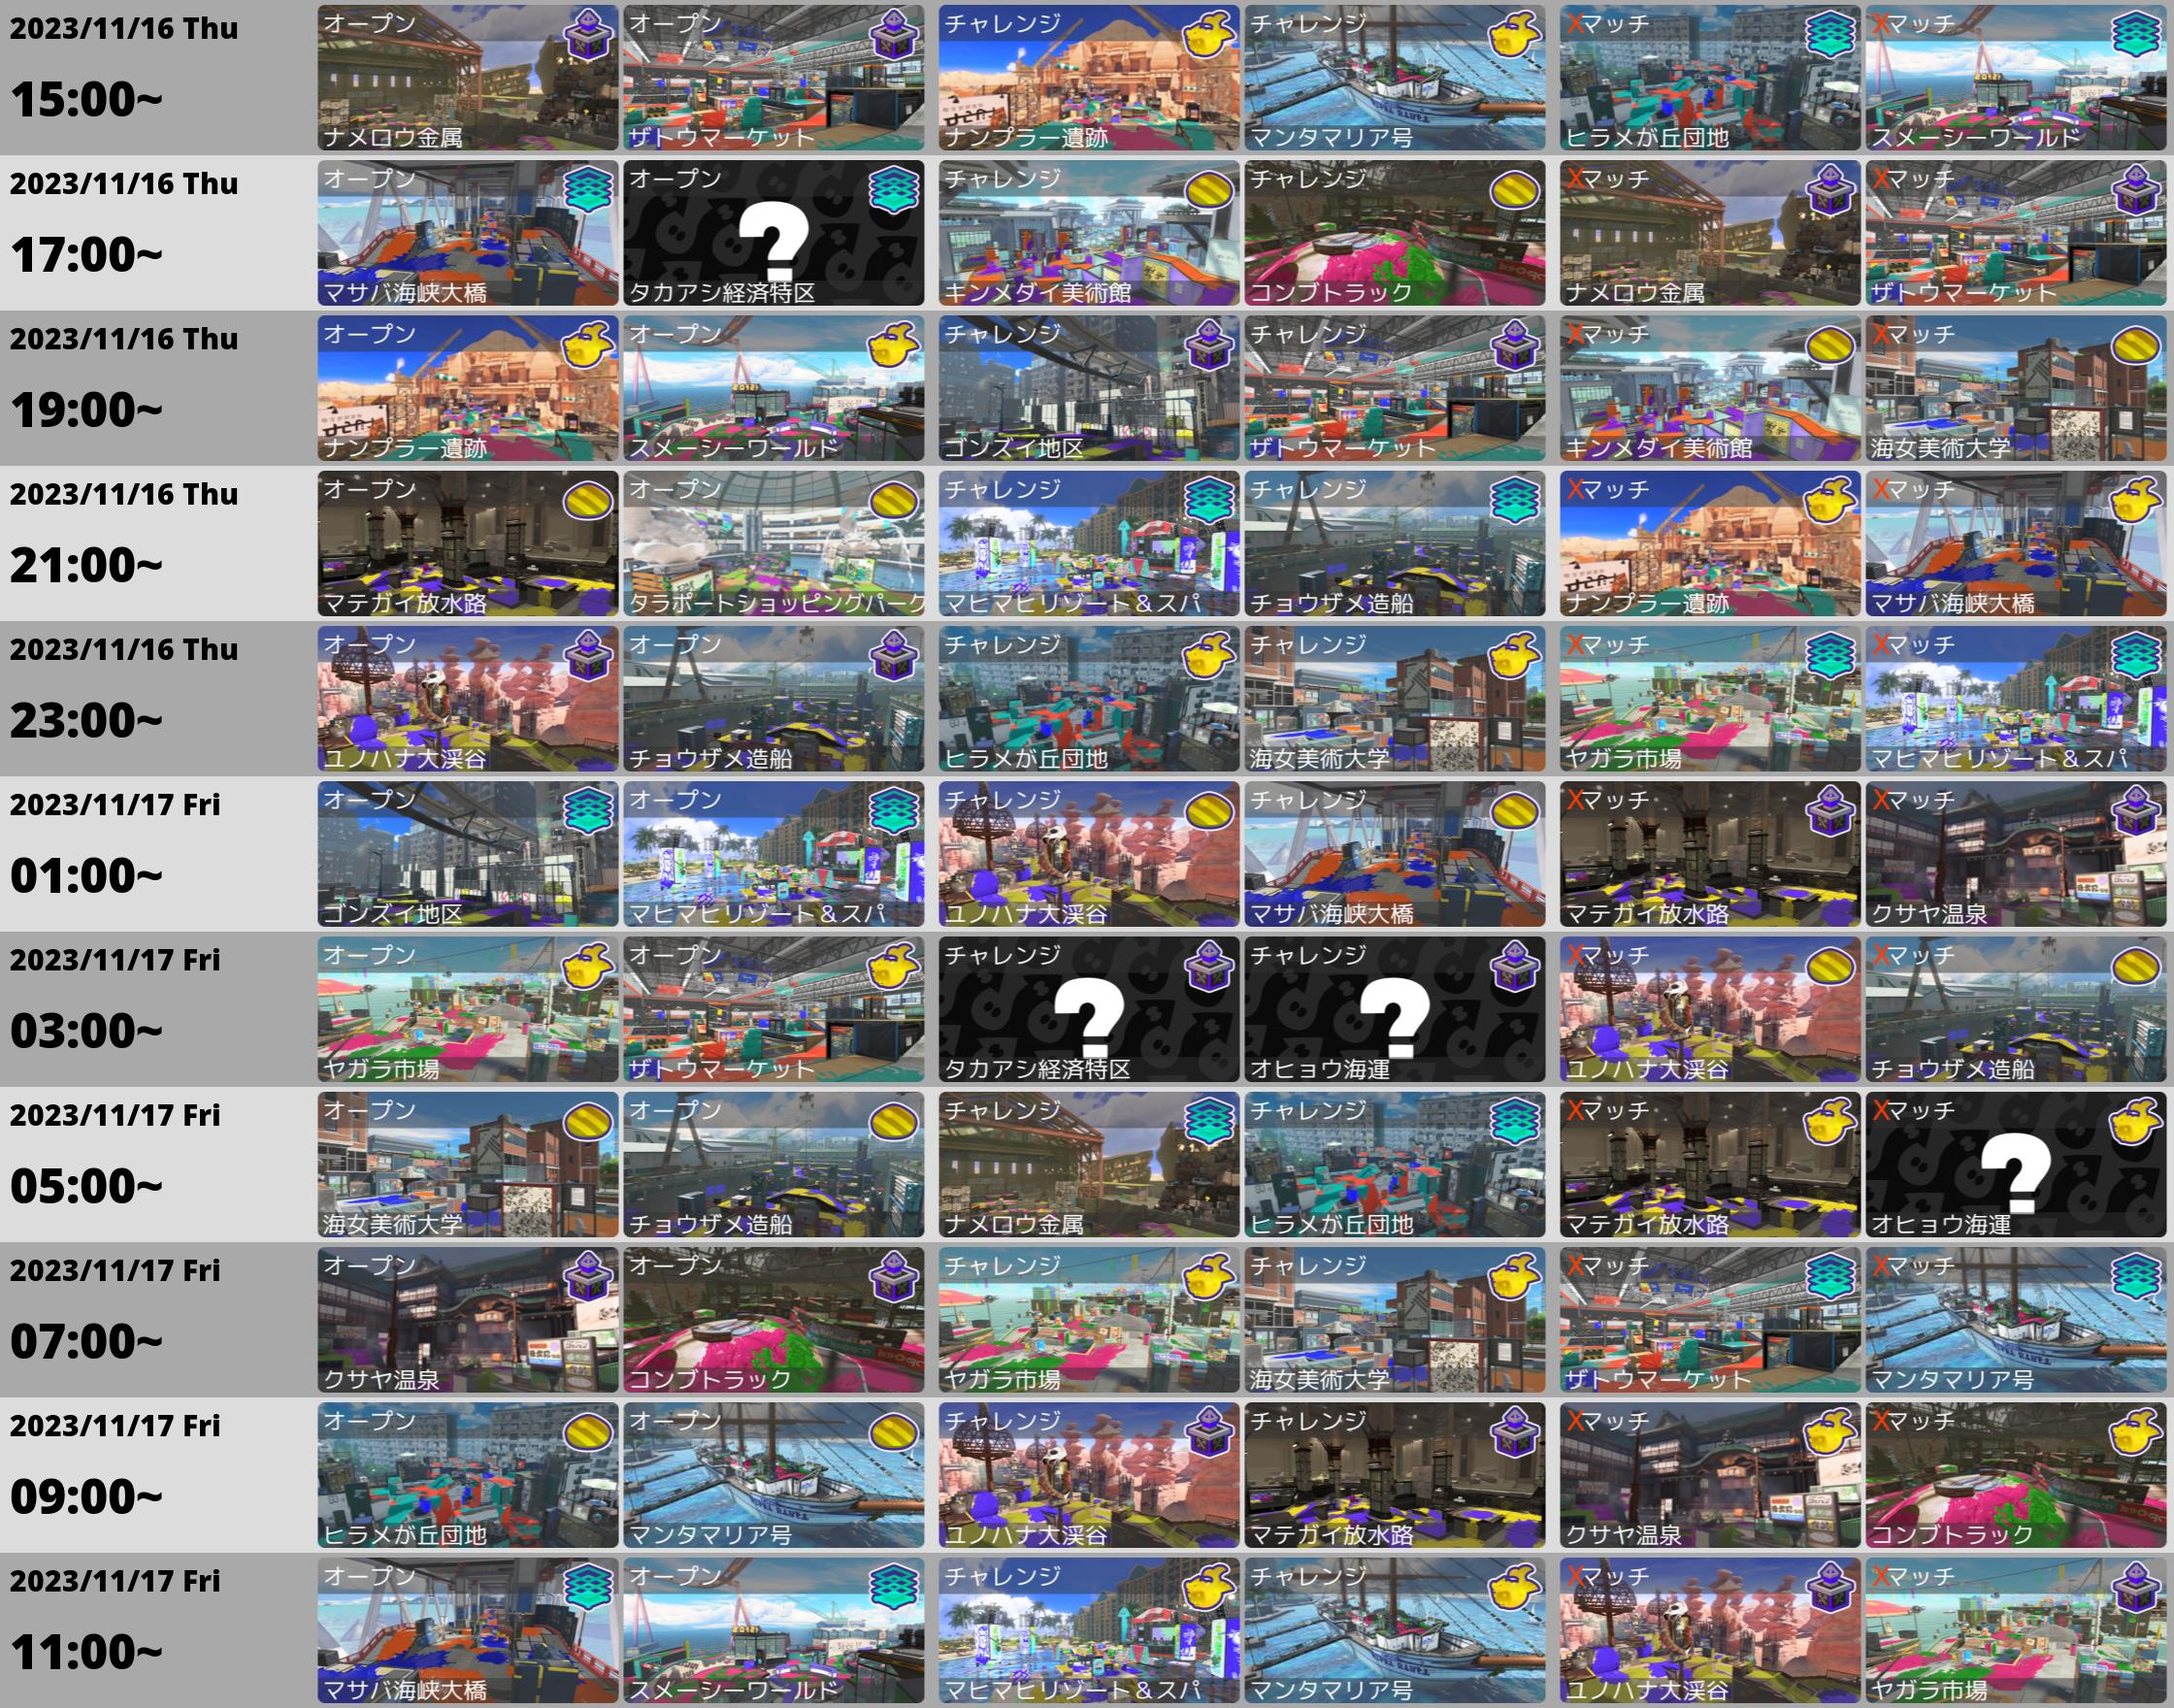 2023/11/16 Thu
15:00~
オープン オープン チャレンジ チャレンジ Xマッチ Xマッチ
ナメロウ金属 ザトウマーケット ナンプラー遺跡 マンタマリア号 ヒラメが丘団地 スメーシーワールド
2023/11/16 Thu
17:00~
オープン オープン チャレンジ チャレンジ Xマッチ Xマッチ
?
マサバ海峡大橋 タカアシ経済特区 キンメダイ美術館 コンブトラック ナメロウ金属 ザトウマーケット
2023/11/16 Thu
19:00~
オープン オープン チャレンジ チャレンジ Xマッチ Xマッチ
ナンプラー遺跡 スメーシーワールド ゴンズイ地区 ザトウマーケット キンメダイ美術館 海女美術大学
2023/11/16 Thu
21:00~
オープン オープン チャレンジ チャレンジ Xマッチ Xマッチ
マテガイ放水路 タラポートショッピングパーク マヒマヒリゾート&スパ チョウザメ造船 ナンプラー遺跡 マサバ海峡大橋
2023/11/16 Thu
23:00~
オープン オープン チャレンジ チャレンジ Xマッチ Xマッチ
ユノハナ大渓谷 チョウザメ造船 ヒラメが丘団地 海女美術大学 ヤガラ市場 マヒマヒリゾート&スパ
2023/11/17 Fri
01:00~
オープン オープン チャレンジ チャレンジ Xマッチ Xマッチ
ゴンズイ地区 マヒマヒリゾート&スパ ユノハナ大渓谷 マサバ海峡大橋 マテガイ放水路 クサヤ温泉
2023/11/17 Fri
03:00~
オープン オープン チャレンジ チャレンジ Xマッチ Xマッチ
? ?
ヤガラ市場 ザトウマーケット タカアシ経済特区 オヒョウ海運 ユノハナ大渓谷 チョウザメ造船
2023/11/17 Fri
05:00~
オープン オープン チャレンジ チャレンジ Xマッチ Xマッチ
?
海女美術大学 チョウザメ造船 ナメロウ金属 ヒラメが丘団地 マテガイ放水路 オヒョウ海運
2023/11/17 Fri
07:00~
オープン オープン チャレンジ チャレンジ Xマッチ Xマッチ
クサヤ温泉 コンブトラック ヤガラ市場 海女美術大学 ザトウマーケット マンタマリア号
2023/11/17 Fri
09:00~
オープン オープン チャレンジ チャレンジ Xマッチ Xマッチ
ヒラメが丘団地 マンタマリア号 ユノハナ大渓谷 マテガイ放水路 クサヤ温泉 コンブトラック
2023/11/17 Fri
11:00~
オープン オープン チャレンジ チャレンジ Xマッチ Xマッチ
マサバ海峡大橋 スメーシーワールド マヒマヒリゾート&スパ マンタマリア号 ユノハナ大渓谷 ヤガラ市場